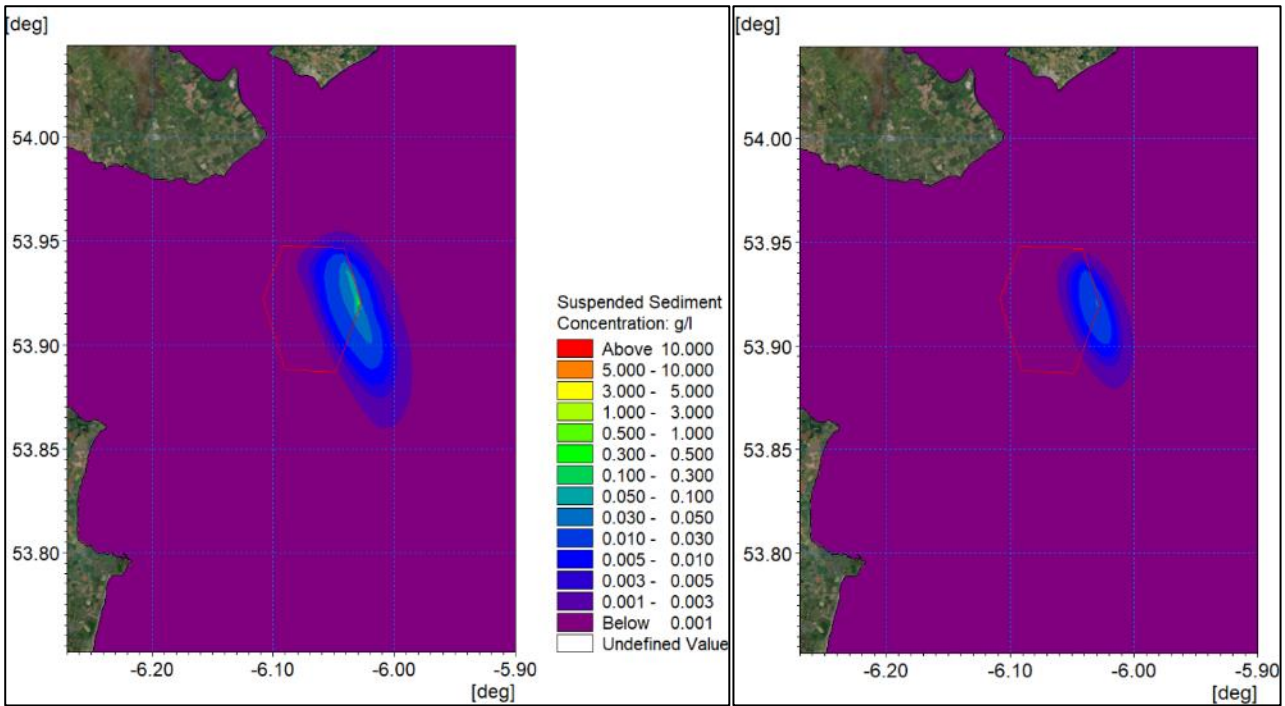 [deg]
54.00
53.95
53.90
53.85
53.80
-6.20 -6.10 -6.00 -5.90
[deg]
Suspended Sediment
Concentration: g/l
Above 10.000
5.000 - 10.000
3.000 - 5.000
1.000 - 3.000
0.500 - 1.000
0.300 - 0.500
0.100 - 0.300
0.050 - 0.100
0.030 - 0.050
0.010 - 0.030
0.005 - 0.010
0.003 - 0.005
0.001 - 0.003
Below 0.001
Undefined Value
[deg]
54.00
53.95
53.90
53.85
53.80
-6.20 -6.10 -6.00 -5.90
[deg]